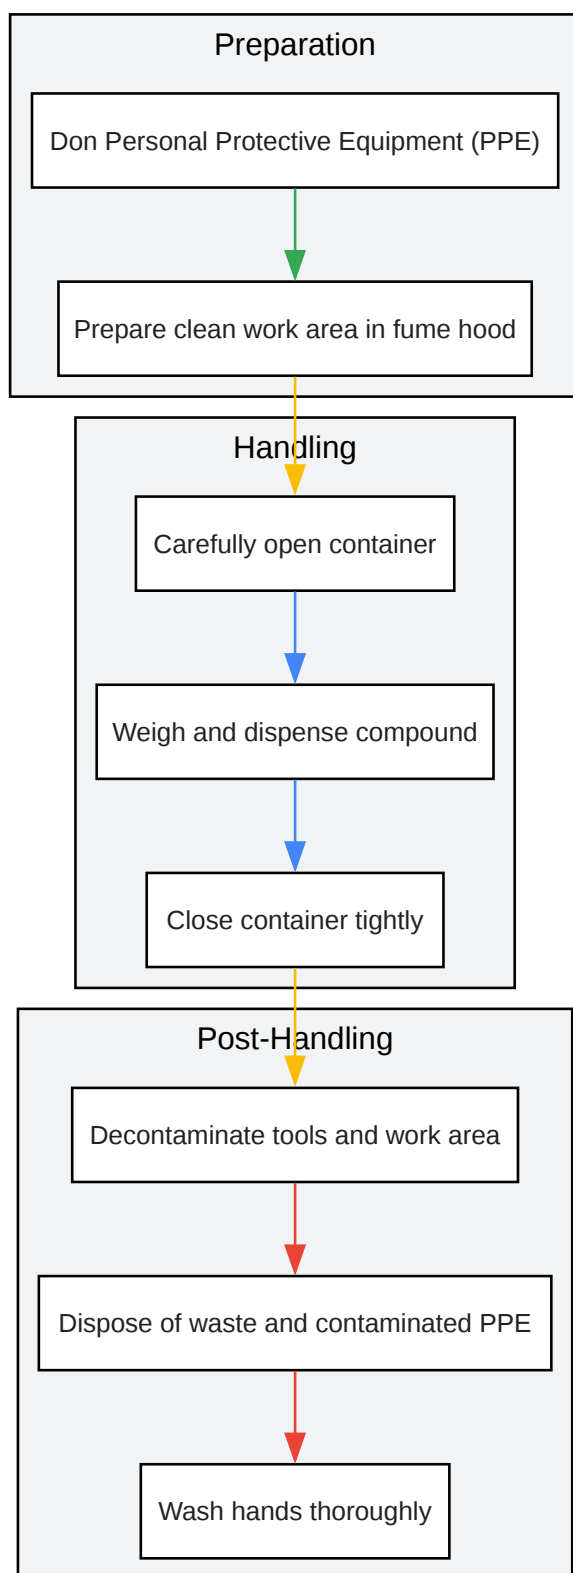 Preparation
Don Personal Protective Equipment (PPE)
Prepare clean work area in fume hood
Handling
Carefully open container
Weigh and dispense compound
Close container tightly
Post-Handling
Decontaminate tools and work area
Dispose of waste and contaminated PPE
Wash hands thoroughly